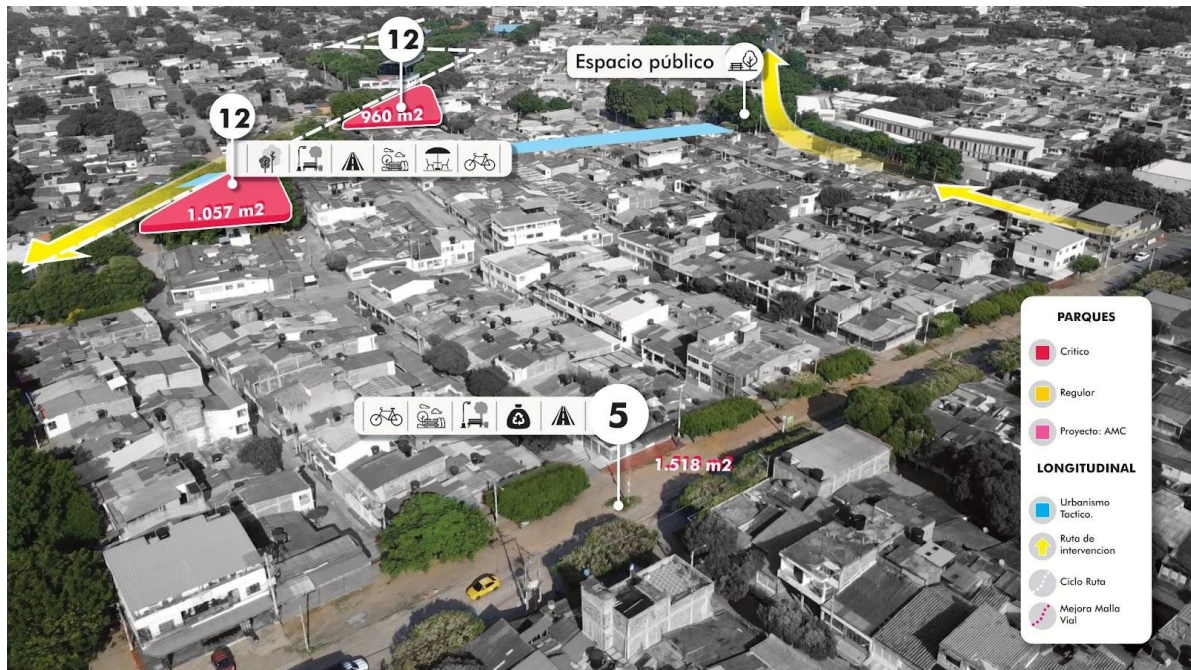 12
960 m2
Espacio público
12
1.057 m2
5
1.518 m2
PARQUES
Critico
Regular
Proyecto: AMC
LONGITUDINAL
Urbanismo
Tactico.
Ruta de
intervencion
Ciclo Ruta
Mejora Malla
Vial